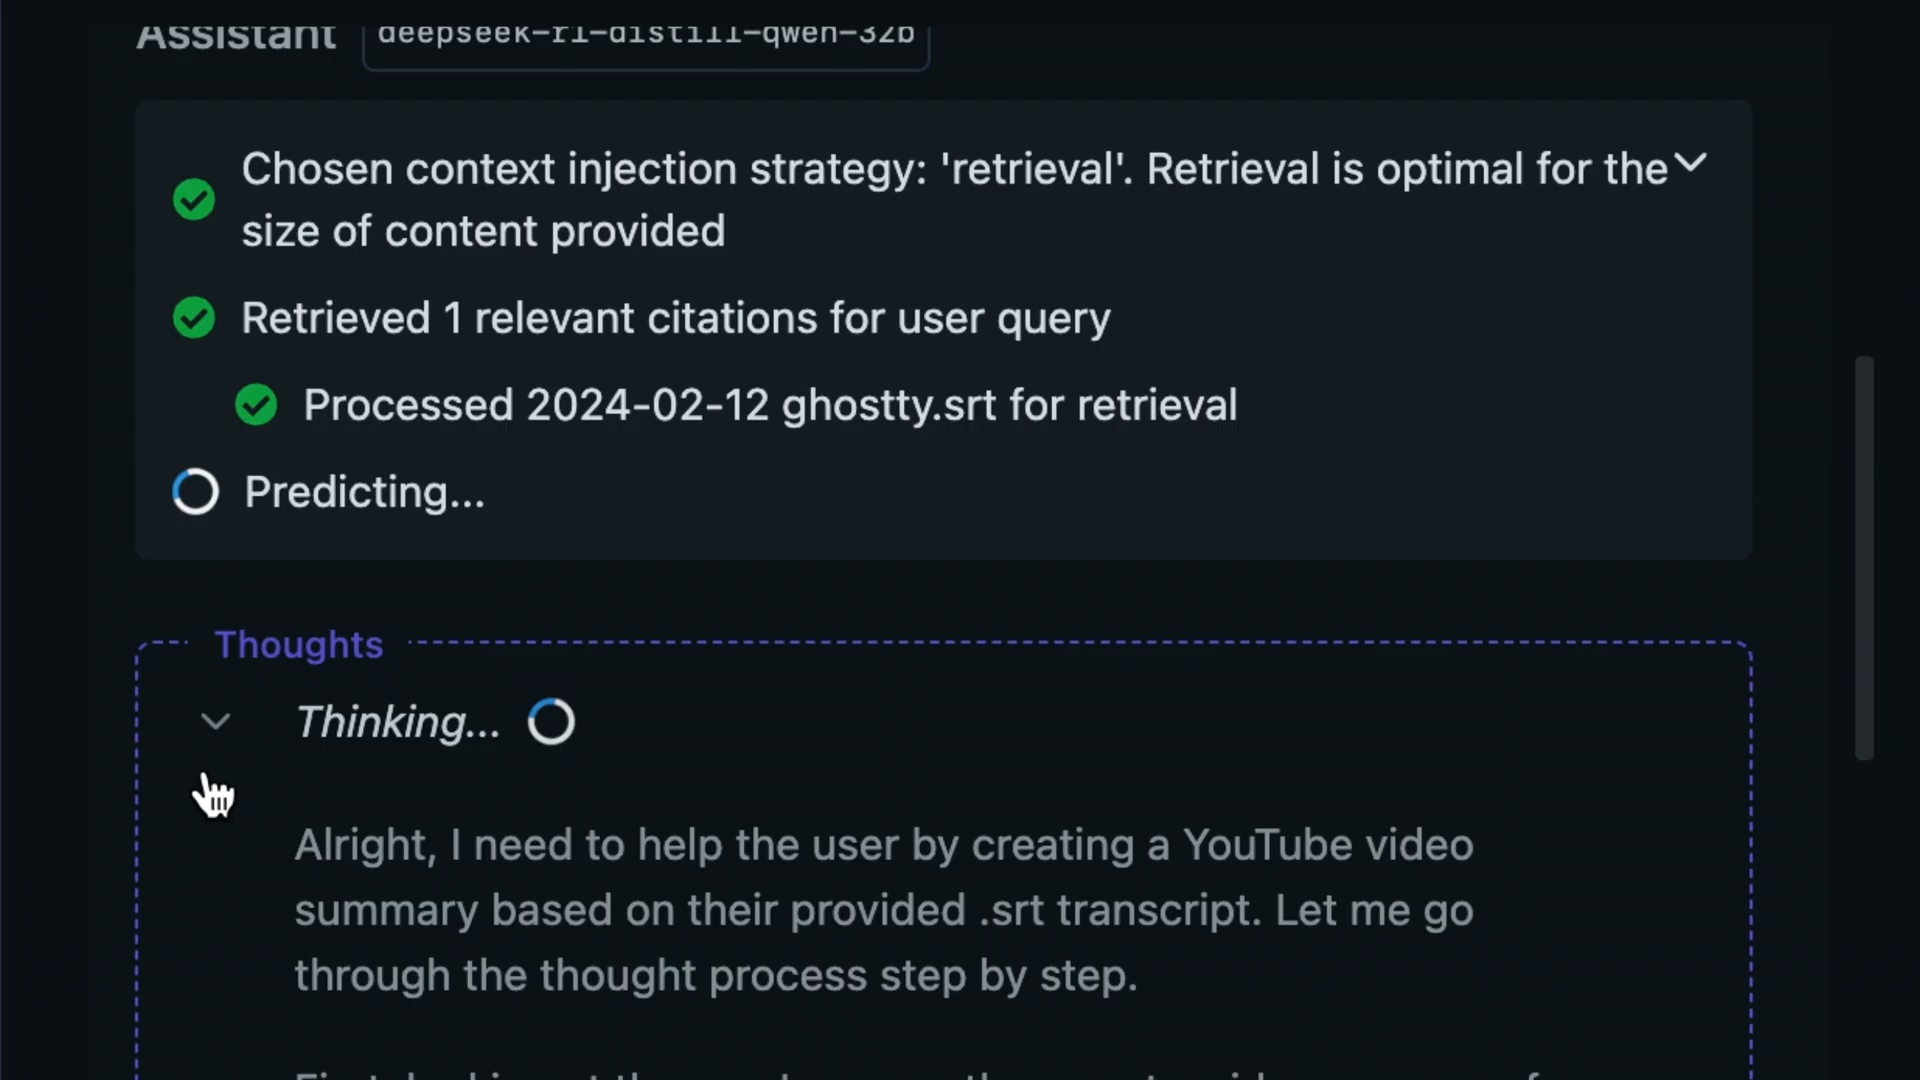 Assistant deepseek-r1-distill-qwen-32b
Chosen context injection strategy: 'retrieval'. Retrieval is optimal for the
size of content provided
Retrieved 1 relevant citations for user query
Processed 2024-02-12 ghostty.srt for retrieval
Predicting...
Thoughts
Thinking...
Alright, I need to help the user by creating a YouTube video
summary based on their provided .srt transcript. Let me go
through the thought process step by step.